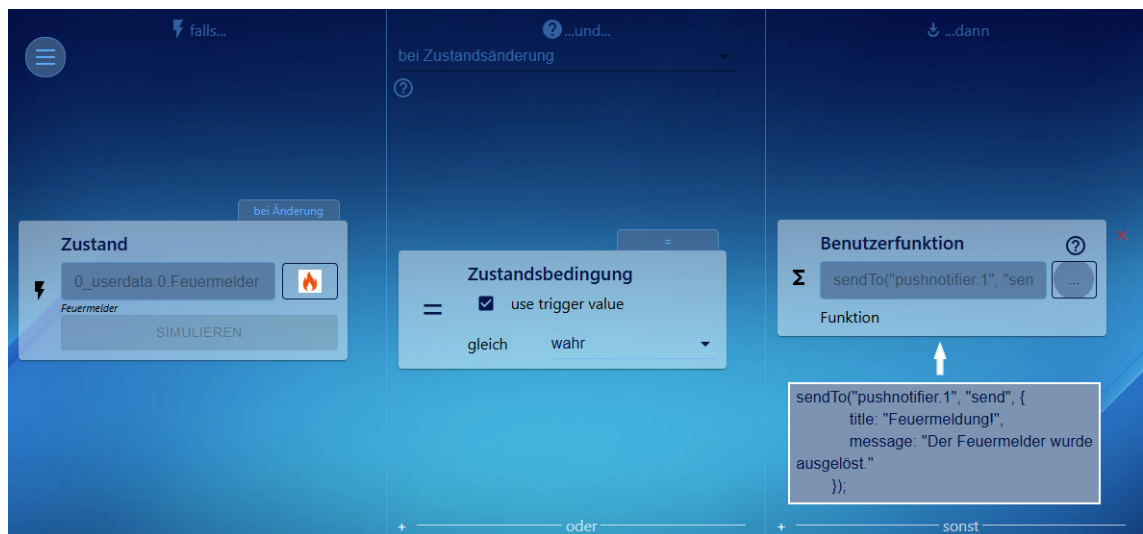 falls...
...und...
...dann
bei Zustandsänderung
bei Änderung
Zustand
0_userdata.0.Feuermelder
Feuermelder
SIMULIEREN
=
Zustandsbedingung
=
use trigger value
gleich wahr
Benutzerfunktion
Σ sendTo("pushnotifier.1", "sen ...
Funktion
sendTo("pushnotifier.1", "send", {
title: "Feuermeldung!",
message: "Der Feuermelder wurde
ausgelöst."
});
+ oder
+ sonst